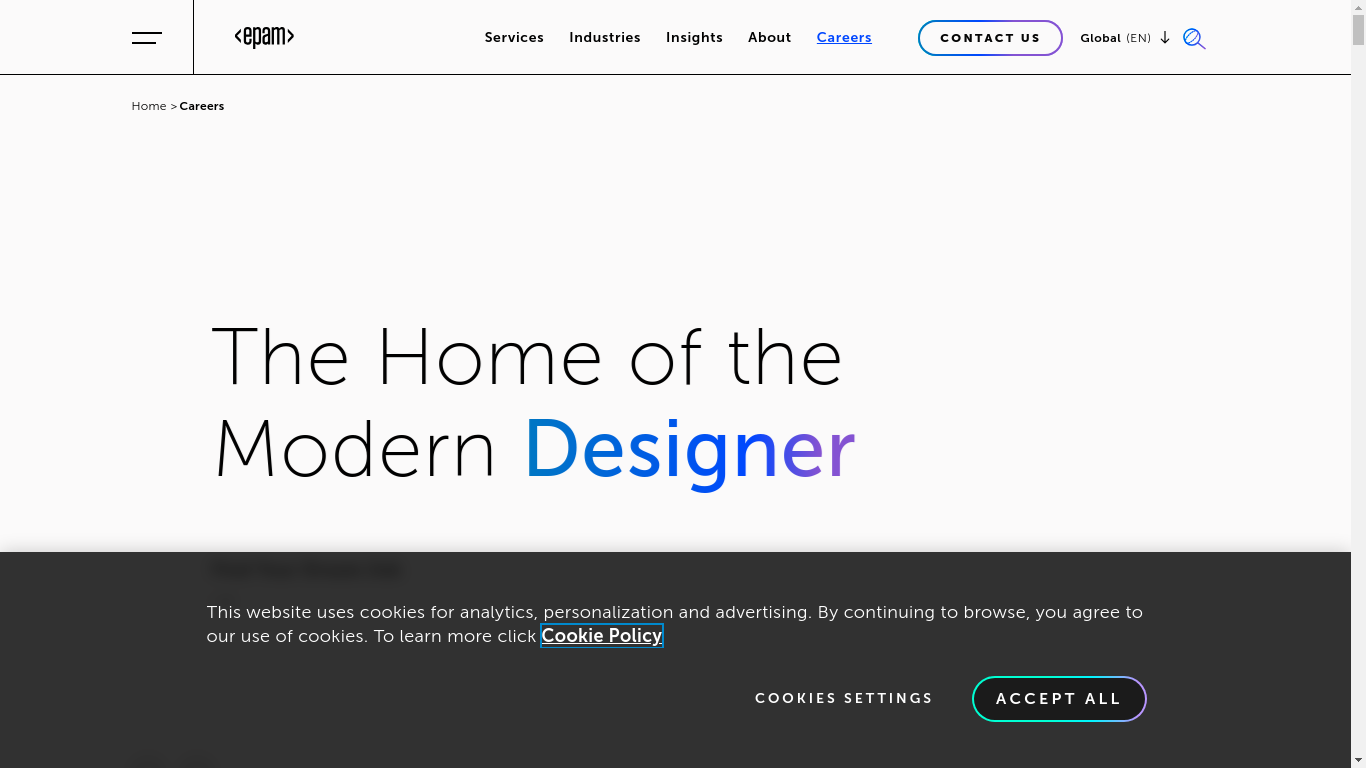 <epam>
Services
Industries
Insights
About
Careers
CONTACT US
Global (EN)
Home > Careers
The Home of the
Modern Designer
This website uses cookies for analytics, personalization and advertising. By continuing to browse, you agree to
our use of cookies. To learn more click Cookie Policy
COOKIES SETTINGS
ACCEPT ALL